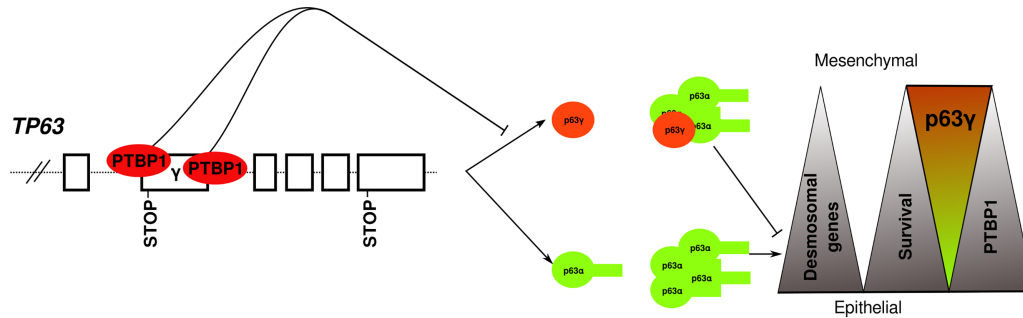 TP63
PTBP1
γ
PTBP1
STOP
STOP
p63γ
p63α
p63α
p63α
p63γ
p63α
p63α
p63α
p63α
Mesenchymal
p63γ
Desmosomal
genes
Survival
PTBP1
Epithelial